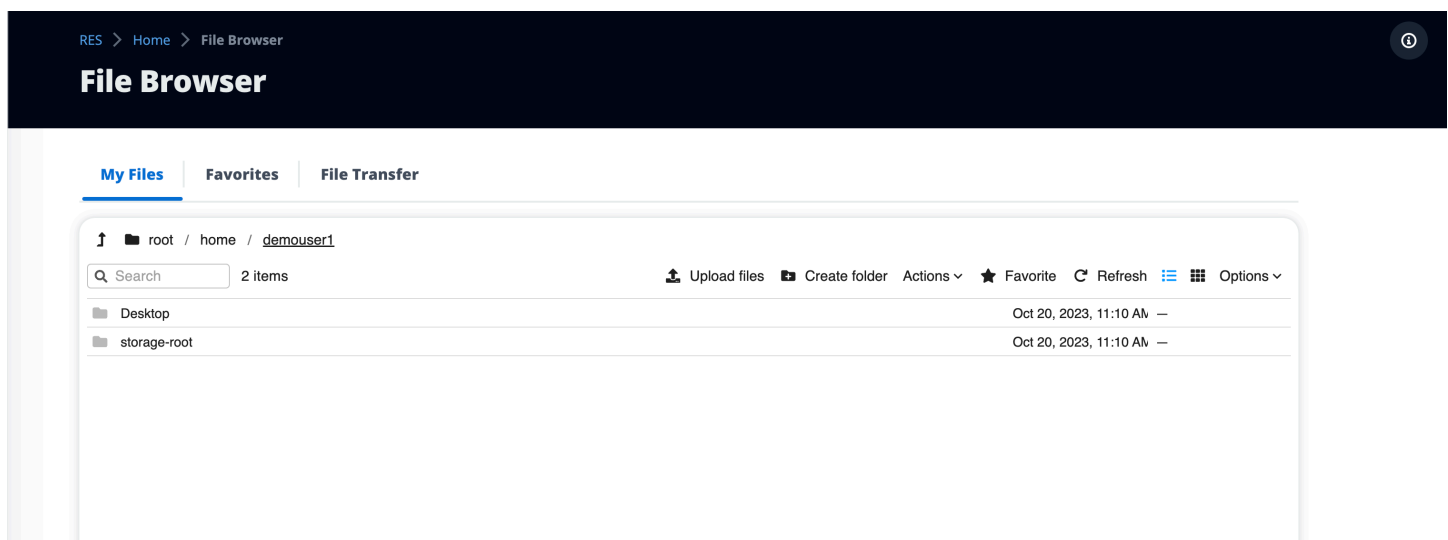 RES > Home > File Browser
File Browser
My Files Favorites File Transfer
root / home / demouser1
Search 2 items Upload files Create folder Actions Favorite Refresh Options
Desktop Oct 20, 2023, 11:10 AM —
storage-root Oct 20, 2023, 11:10 AM —